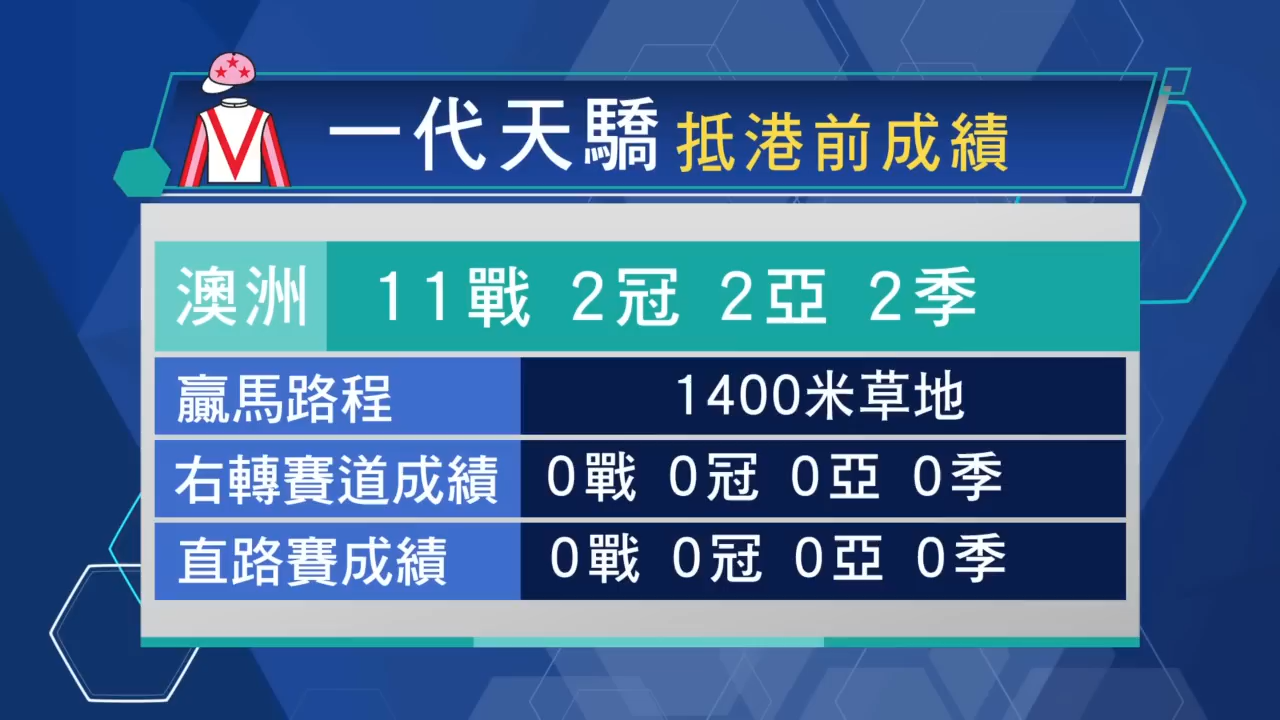 一代天驕 抵港前成績
澳洲 11戰 2冠 2亞 2季
贏馬路程 1400米草地
右轉賽道成績 0戰 0冠 0亞 0季
直路賽成績 0戰 0冠 0亞 0季